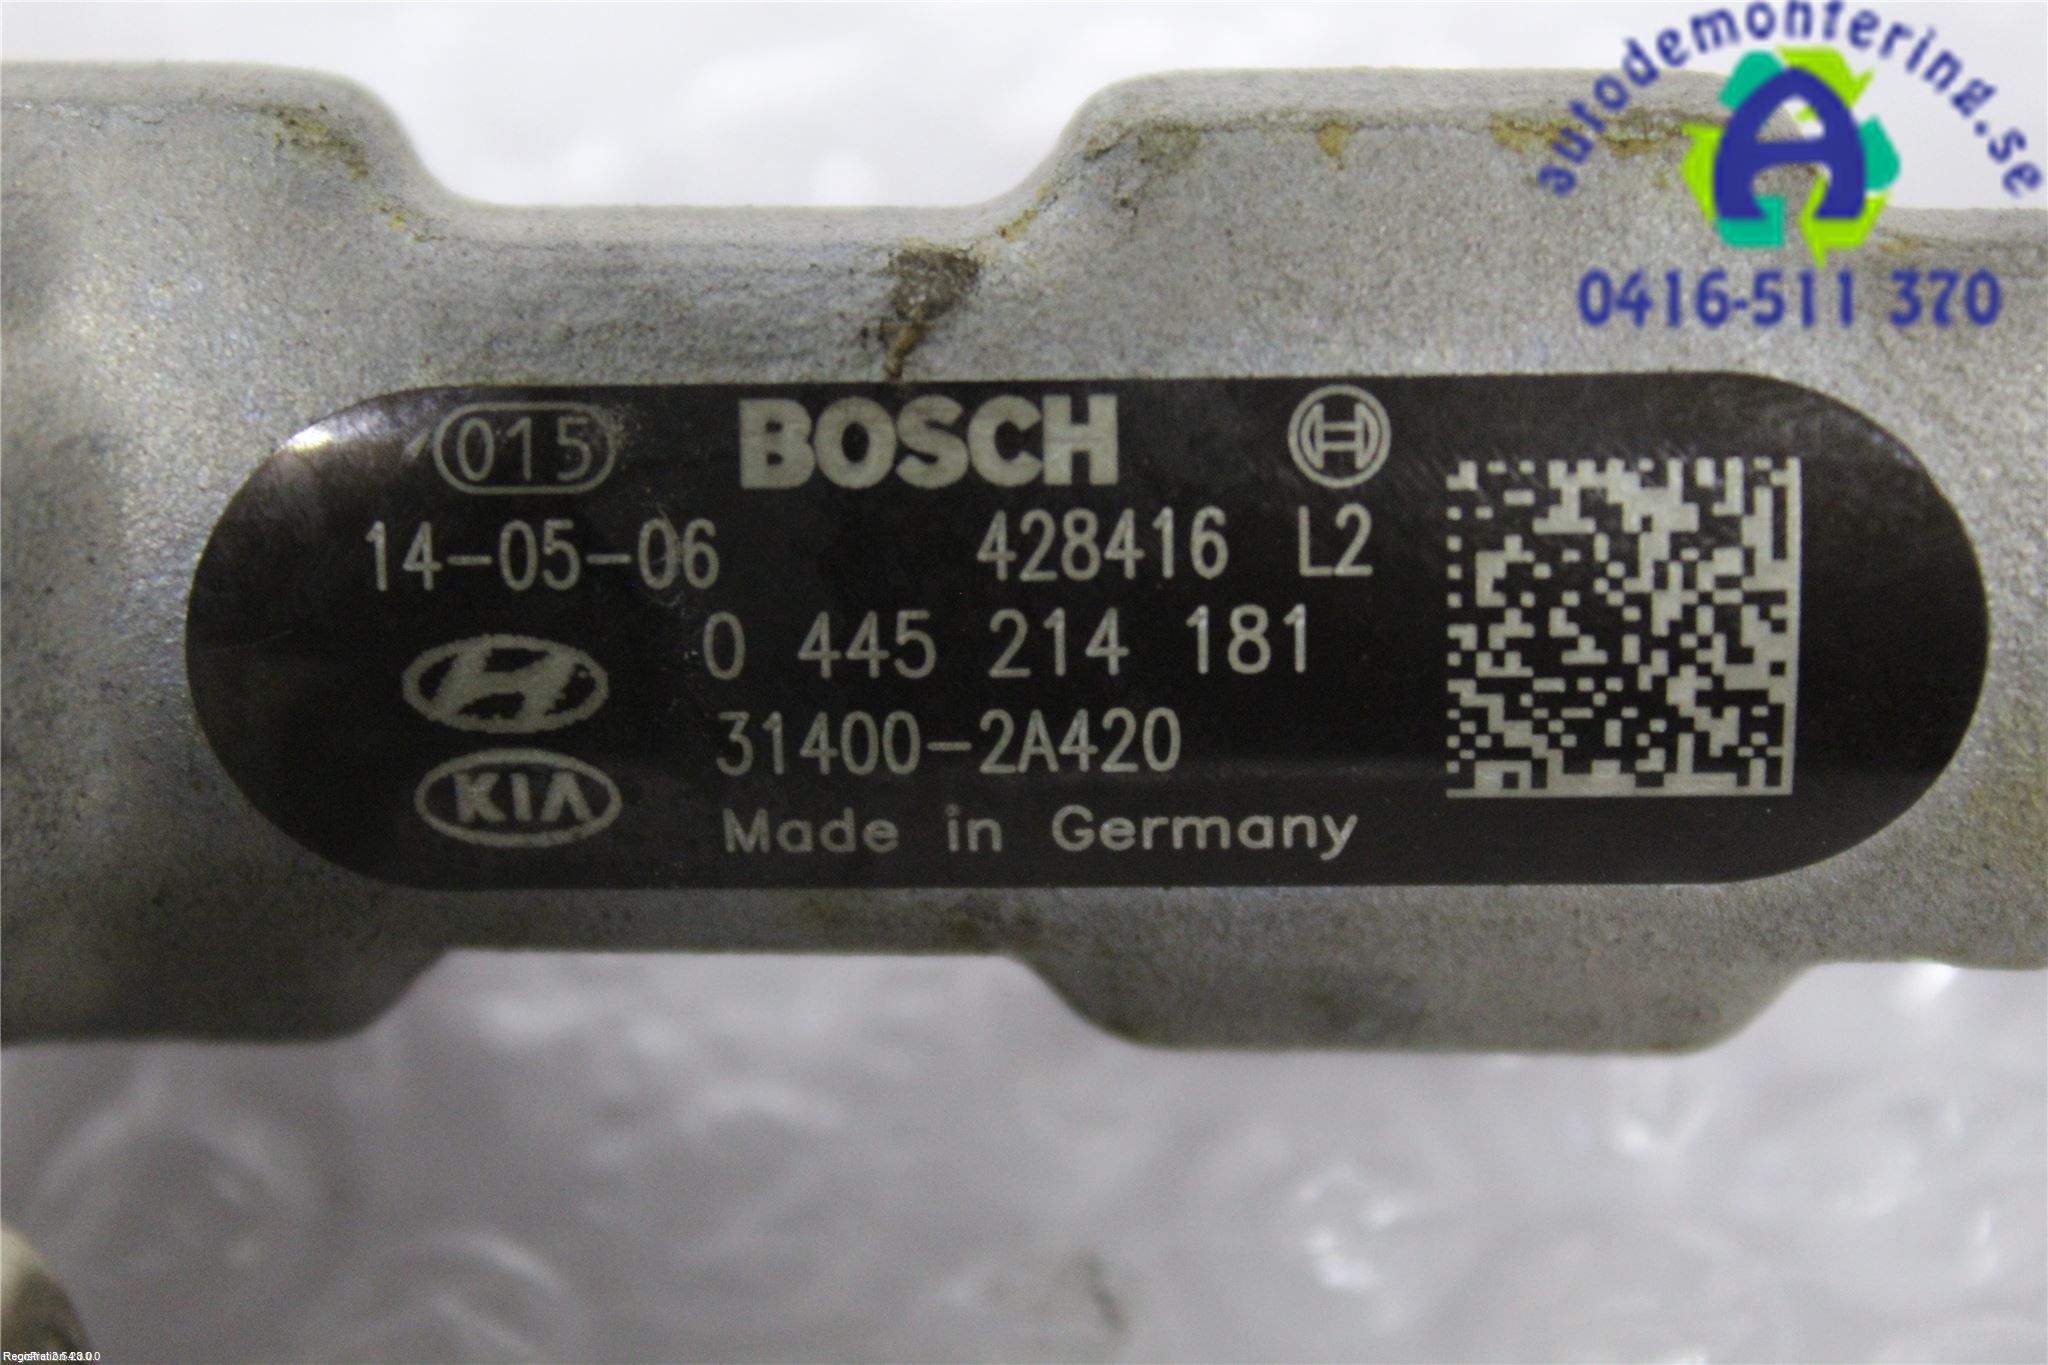 autodemontering.se
A
0416-511 370
015 BOSCH
14-05-06 428416 L2
0 445 214 181
31400-2A420
KIA
Made in Germany